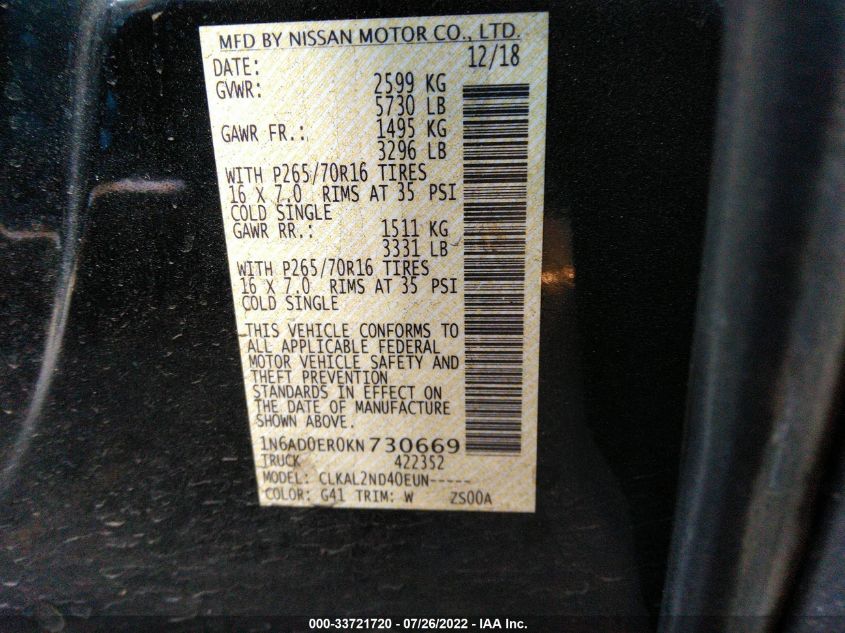 MFD BY NISSAN MOTOR CO., LTD.
DATE: 12/18
GVWR: 2599 KG
5730 LB
GAWR FR.: 1495 KG
3296 LB
WITH P265/70R16 TIRES
16 X 7.0 RIMS AT 35 PSI
COLD SINGLE
GAWR RR.: 1511 KG
3331 LB
WITH P265/70R16 TIRES
16 X 7.0 RIMS AT 35 PSI
COLD SINGLE
THIS VEHICLE CONFORMS TO
ALL APPLICABLE FEDERAL
MOTOR VEHICLE SAFETY AND
THEFT PREVENTION
STANDARDS IN EFFECT ON
THE DATE OF MANUFACTURE
SHOWN ABOVE.
1N6AD0ER0KN730669
TRUCK 422352
MODEL: CLKAL2ND40EUN-----
COLOR: G41 TRIM: W ZS00A
000-33721720 - 07/26/2022 - IAA Inc.